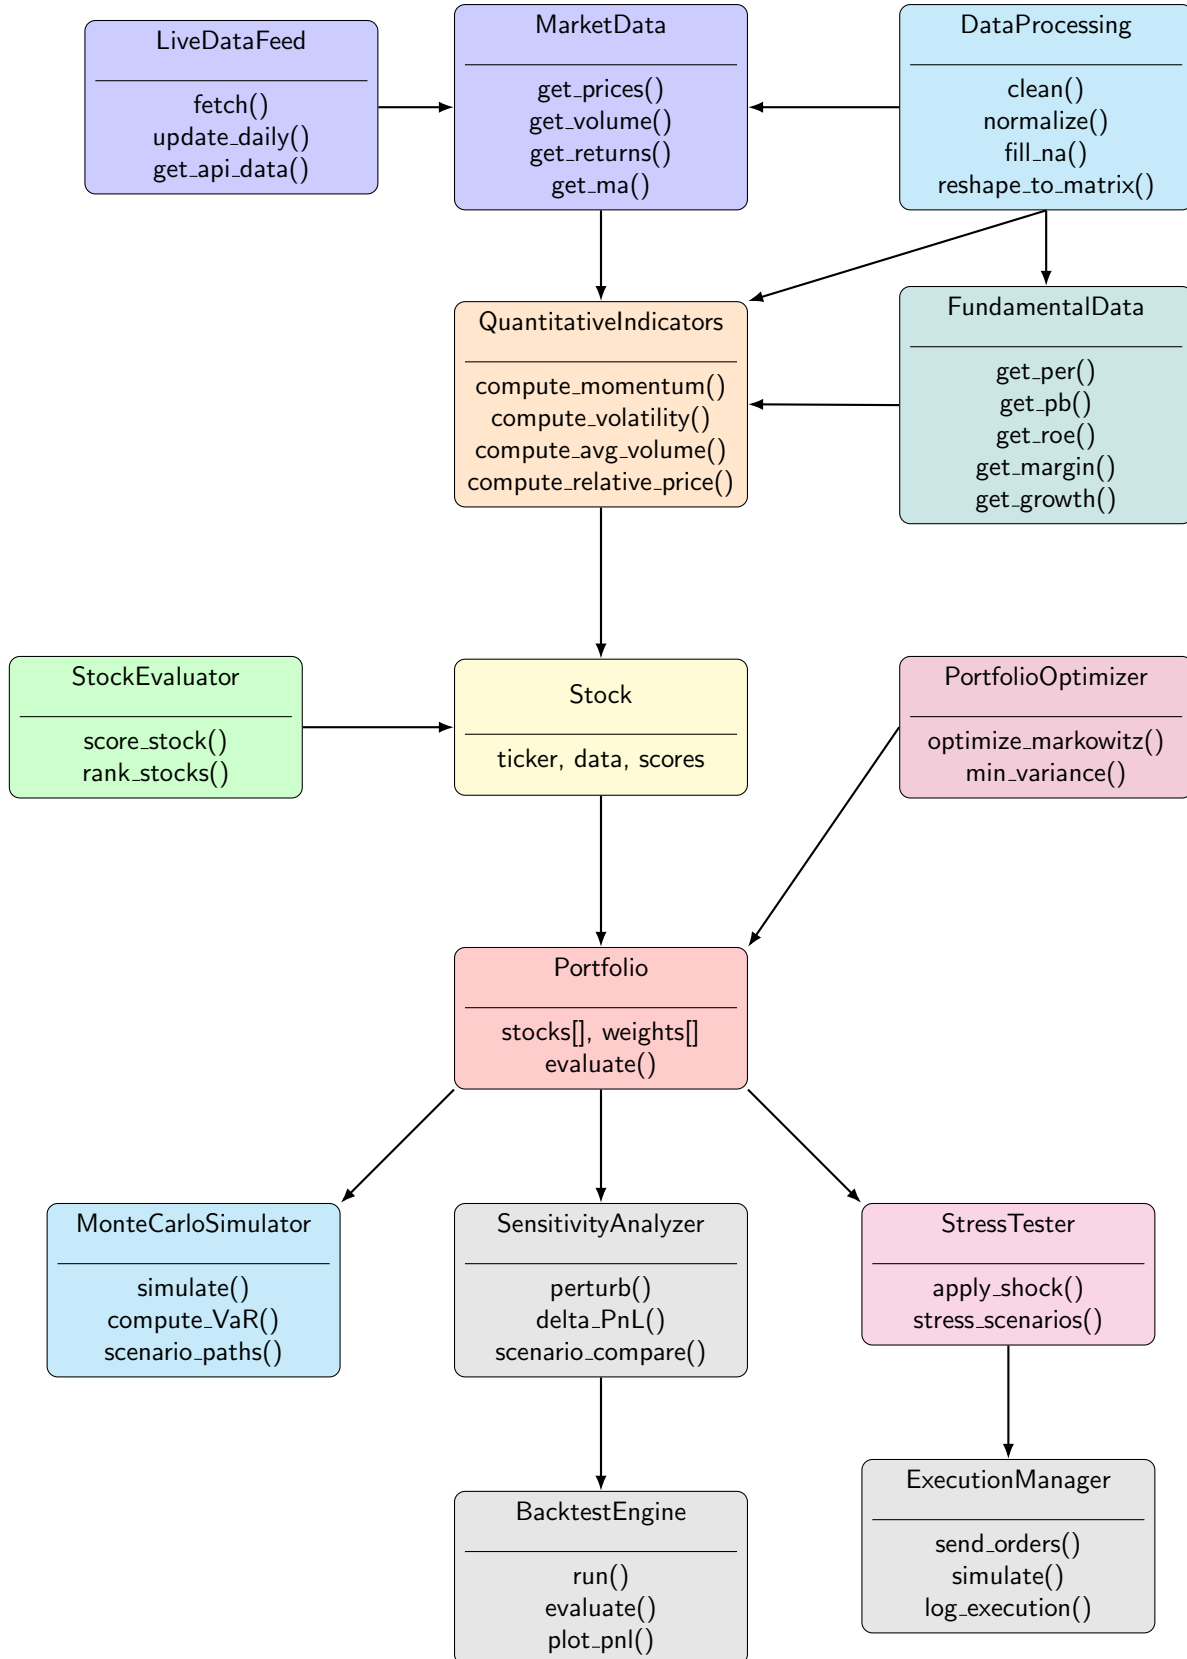 LiveDataFeed
fetch()
update_daily()
get_api_data()
MarketData
get_prices()
get_volume()
get_returns()
get_ma()
DataProcessing
clean()
normalize()
fill_na()
reshape_to_matrix()
QuantitativeIndicators
compute_momentum()
compute_volatility()
compute_avg_volume()
compute_relative_price()
FundamentalData
get_per()
get_pb()
get_roe()
get_margin()
get_growth()
StockEvaluator
score_stock()
rank_stocks()
Stock
ticker, data, scores
PortfolioOptimizer
optimize_markowitz()
min_variance()
Portfolio
stocks[], weights[]
evaluate()
MonteCarloSimulator
simulate()
compute_VaR()
scenario_paths()
SensitivityAnalyzer
perturb()
delta_PnL()
scenario_compare()
StressTester
apply_shock()
stress_scenarios()
BacktestEngine
run()
evaluate()
plot_pnl()
ExecutionManager
send_orders()
simulate()
log_execution()